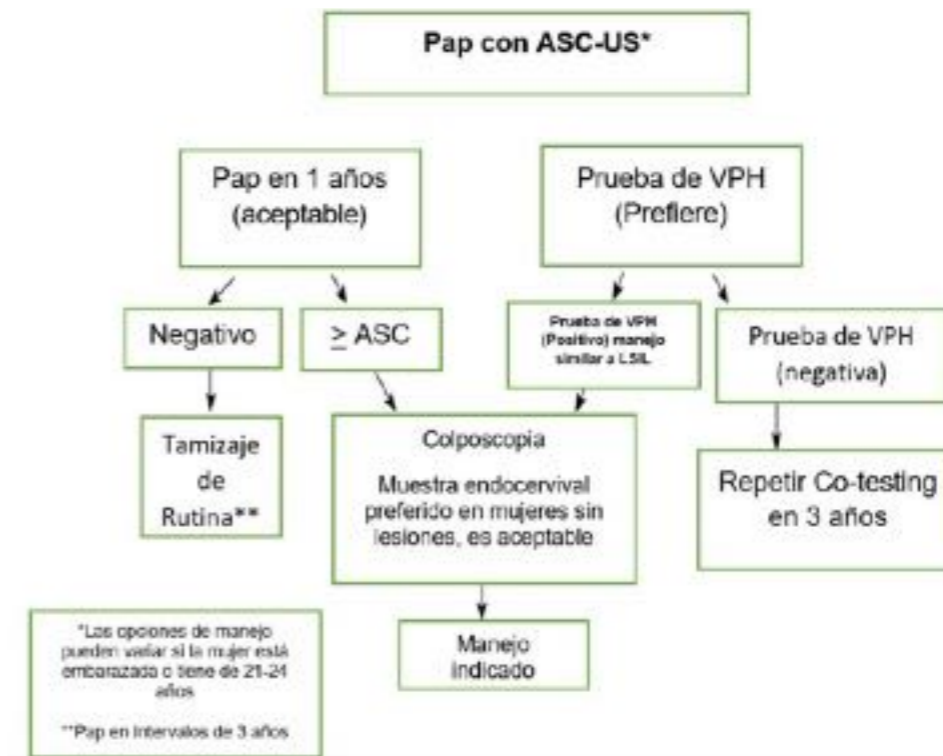 Pap con ASC-US*
Pap en 1 años
(aceptable)
Prueba de VPH
(Prefiere)
Negativo
≥ ASC
Prueba de VPH
(Positivo) manejo
similar a LSIL
Prueba de VPH
(negativa)
Tamizaje
de
Rutina**
Colposcopia
Muestra endocervival
preferido en mujeres sin
lesiones, es aceptable
Repetir Co-testing
en 3 años
Manejo
indicado
*Las opciones de manejo
pueden variar si la mujer está
embarazada o tiene de 21-24
años
**Pap en Intervalos de 3 años